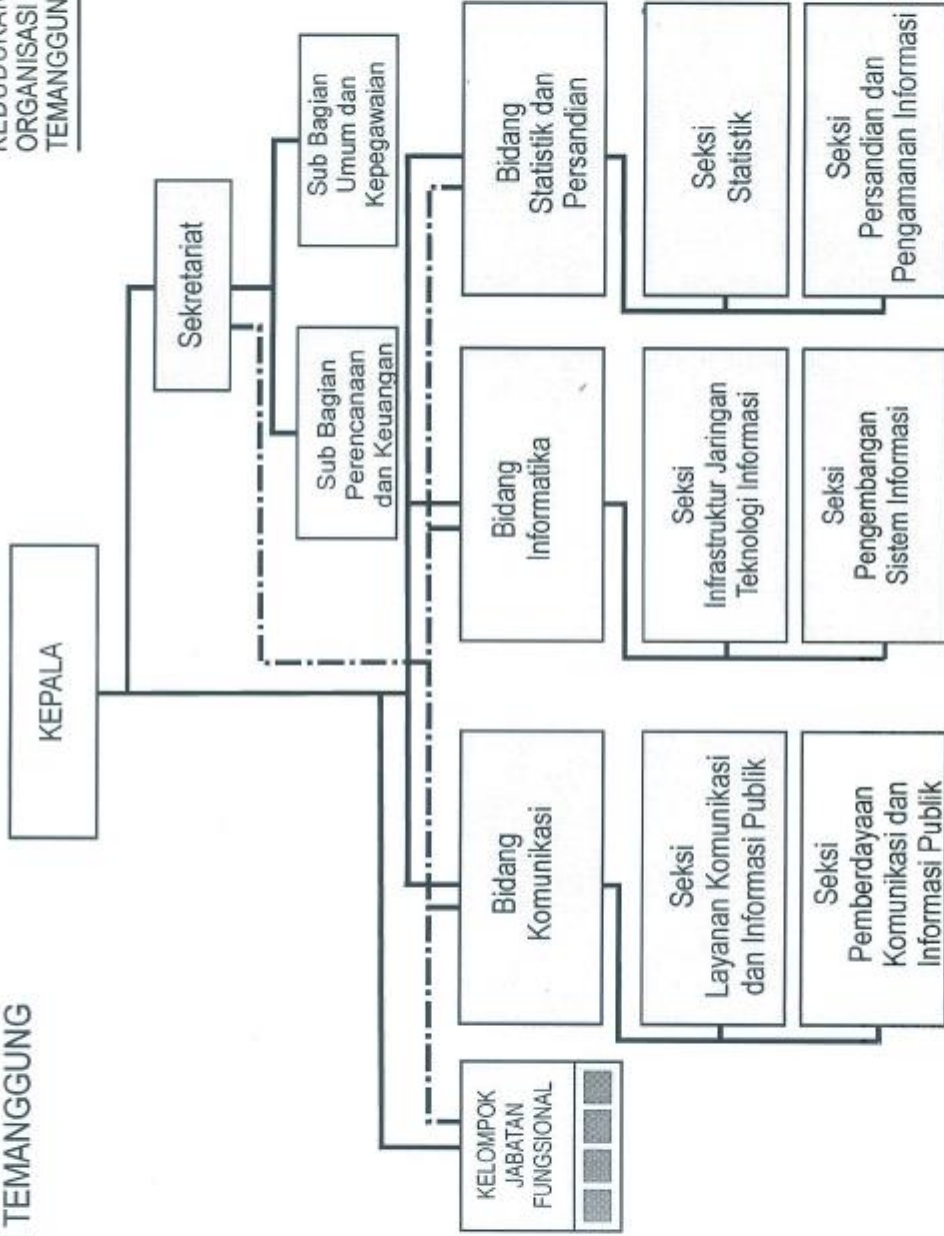 TEMANGGUNG
ORGANISASI
TEMANGGUN
KEPALA
Sekretariat
Sub Bagian
Perencanaan
dan Keuangan
Sub Bagian
Umum dan
Kepegawaian
KELOMPOK
JABATAN
FUNGSIONAL
Bidang
Komunikasi
Bidang
Informatika
Bidang
Statistik dan
Persandian
Seksi
Layanan Komunikasi
dan Informasi Publik
Seksi
Infrastruktur Jaringan
Teknologi Informasi
Seksi
Statistik
Seksi
Pemberdayaan
Komunikasi dan
Informasi Publik
Seksi
Pengembangan
Sistem Informasi
Seksi
Persandian dan
Pengamanan Informasi